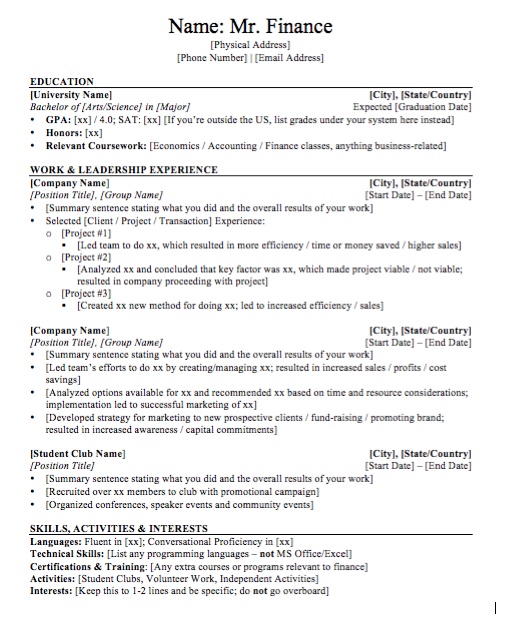 Name: Mr. Finance
[Physical Address]
[Phone Number] | [Email Address]
EDUCATION
[University Name] [City], [State/Country]
Bachelor of [Arts/Science] in [Major] Expected [Graduation Date]
• GPA: [xx] / 4.0; SAT: [xx] [If you're outside the US, list grades under your system here instead]
• Honors: [xx]
• Relevant Coursework: [Economics / Accounting / Finance classes, anything business-related]
WORK & LEADERSHIP EXPERIENCE
[Company Name] [City], [State/Country]
[Position Title], [Group Name] [Start Date] – [End Date]
• [Summary sentence stating what you did and the overall results of your work]
• Selected [Client / Project / Transaction] Experience:
o [Project #1]
▪ [Led team to do xx, which resulted in more efficiency / time or money saved / higher sales]
o [Project #2]
▪ [Analyzed xx and concluded that key factor was xx, which made project viable / not viable;
resulted in company proceeding with project]
o [Project #3]
▪ [Created xx new method for doing xx; led to increased efficiency / sales]
[Company Name] [City], [State/Country]
[Position Title], [Group Name] [Start Date] – [End Date]
• [Summary sentence stating what you did and the overall results of your work]
• [Led team's efforts to do xx by creating/managing xx; resulted in increased sales / profits / cost
savings]
• [Analyzed options available for xx and recommended xx based on time and resource considerations;
implementation led to successful marketing of xx]
• [Developed strategy for marketing to new prospective clients / fund-raising / promoting brand;
resulted in increased awareness / capital commitments]
[Student Club Name] [City], [State/Country]
[Position Title] [Start Date] – [End Date]
• [Summary sentence stating what you did and the overall results of your work]
• [Recruited over xx members to club with promotional campaign]
• [Organized conferences, speaker events and community events]
SKILLS, ACTIVITIES & INTERESTS
Languages: Fluent in [xx]; Conversational Proficiency in [xx]
Technical Skills: [List any programming languages – not MS Office/Excel]
Certifications & Training: [Any extra courses or programs relevant to finance]
Activities: [Student Clubs, Volunteer Work, Independent Activities]
Interests: [Keep this to 1-2 lines and be specific; do not go overboard]